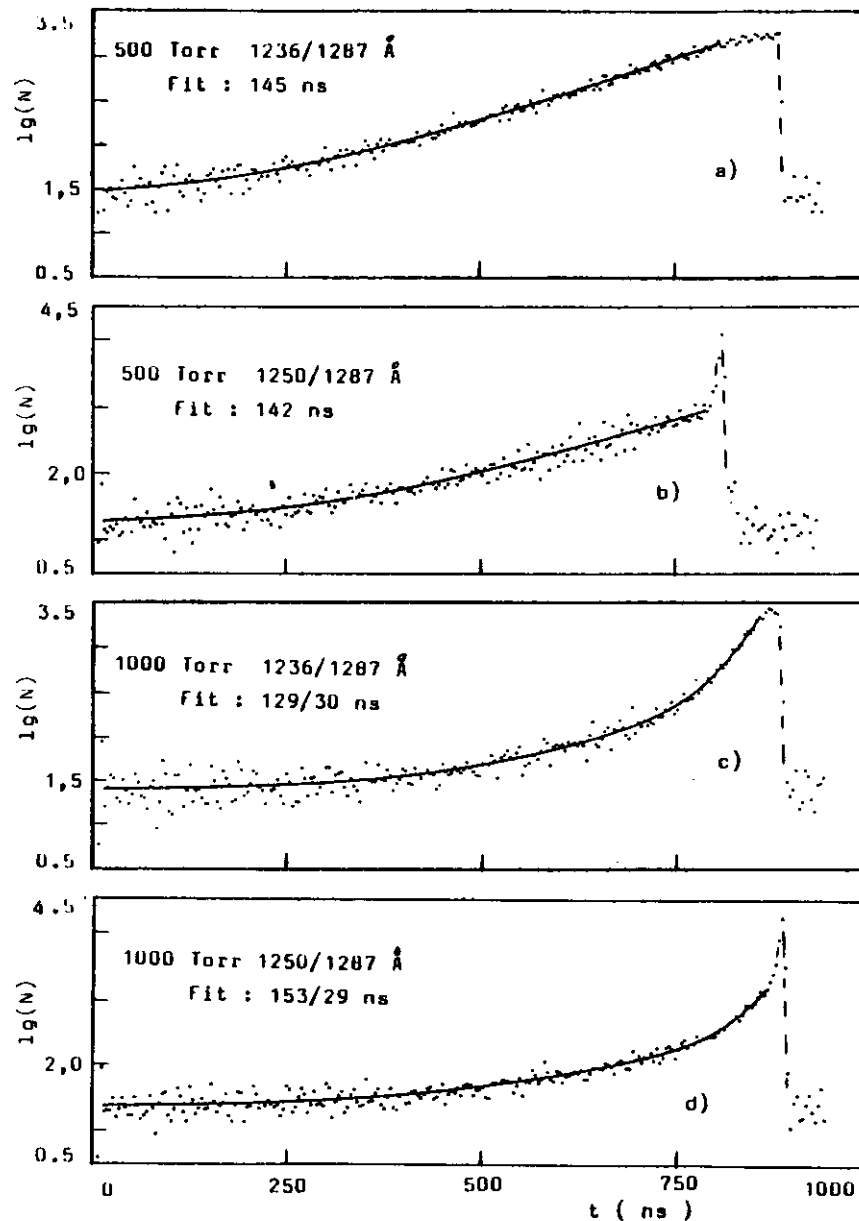 3.5
500 Torr 1236/1287 Å
Fit : 145 ns
lg(N)
a)
1,5
0.5
4,5
500 Torr 1250/1287 Å
Fit : 142 ns
lg(N)
2,0
b)
0.5
3.5
1000 Torr 1236/1287 Å
Fit : 129/30 ns
lg(N)
c)
1,5
0.5
4.5
1000 Torr 1250/1287 Å
Fit : 153/29 ns
lg(N)
2,0
d)
0.5
0 250 500 750 1000
t ( ns )